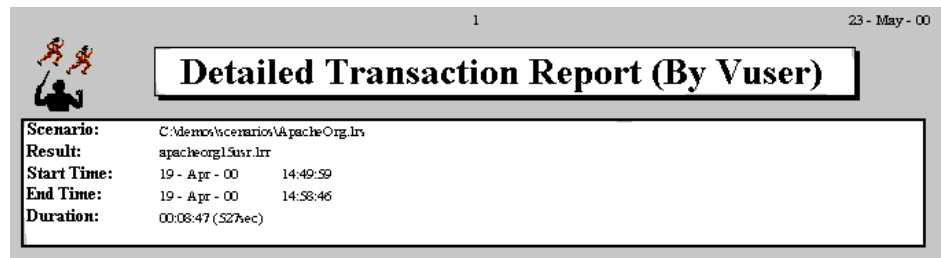 1 23 - May - 00
Detailed Transaction Report (By Vuser)
Scenario: C:\demos\scenarios\ApacheOrg.lrs
Result: apacheorg15usr.lrr
Start Time: 19 - Apr - 00 14:49:59
End Time: 19 - Apr - 00 14:58:46
Duration: 00:08:47 (527sec)